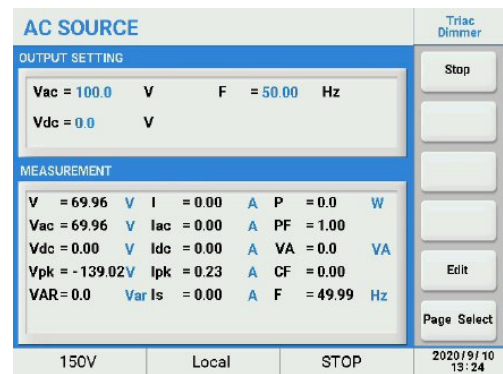 AC SOURCE
Triac
Dimmer
OUTPUT SETTING
Vac = 100.0 V F = 50.00 Hz
Vdc = 0.0 V
Stop
MEASUREMENT
V = 69.96 V I = 0.00 A P = 0.0 W
Vac = 69.96 V Iac = 0.00 A PF = 1.00
Vdc = 0.00 V Idc = 0.00 A VA = 0.0 VA
Vpk = -139.02 V Ipk = 0.23 A CF = 0.00
VAR = 0.0 Var Is = 0.00 A F = 49.99 Hz
Edit
Page Select
150V Local STOP
2020/9/10
13:24